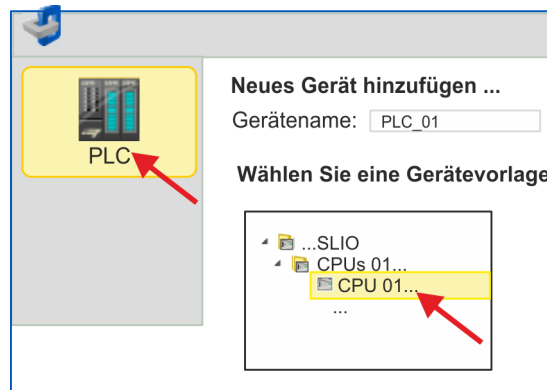 Neues Gerät hinzufügen ...
Gerätename: PLC_01
PLC
Wählen Sie eine Gerätevorlage
...SLIO
CPUs 01...
CPU 01...
...